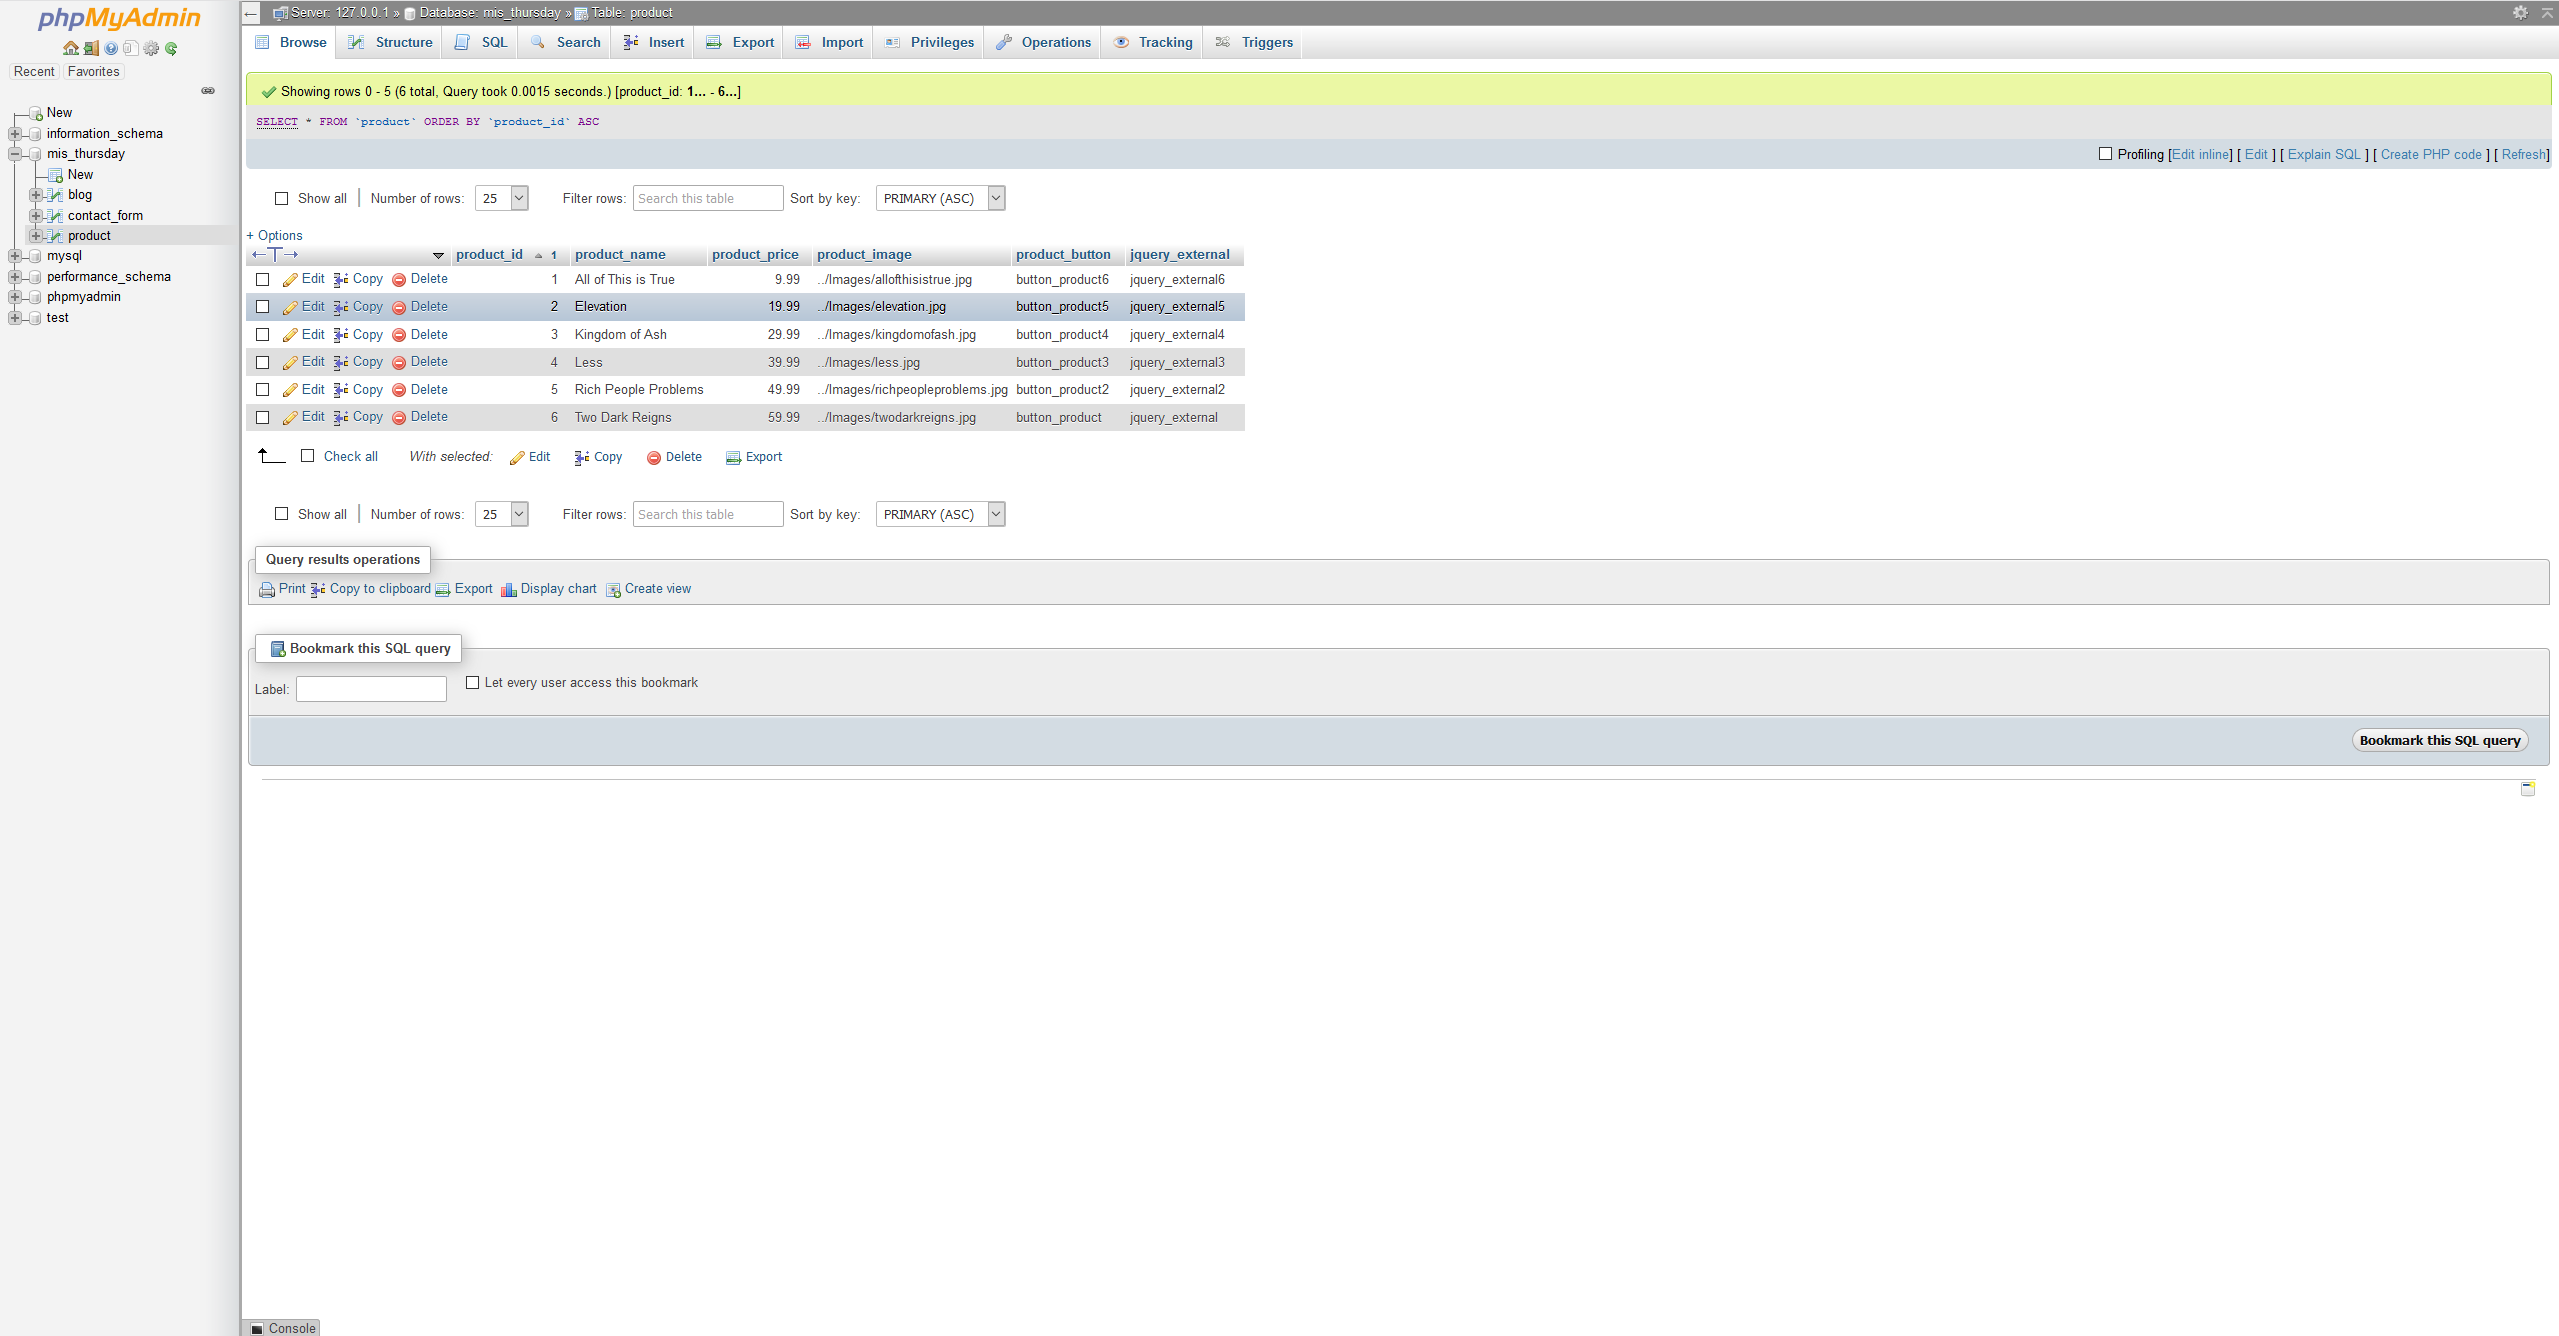 phpMyAdmin
Recent Favorites
New
information_schema
mis_thursday
New
blog
contact_form
product
mysql
performance_schema
phpmyadmin
test
← Server: 127.0.0.1 » Database: mis_thursday » Table: product
Browse Structure SQL Search Insert Export Import Privileges Operations Tracking Triggers
Showing rows 0 - 5 (6 total, Query took 0.0015 seconds.) [product_id: 1... - 6...]
SELECT * FROM `product` ORDER BY `product_id` ASC
Profiling [Edit inline] [ Edit ] [ Explain SQL ] [ Create PHP code ] [ Refresh]
Show all | Number of rows: 25 Filter rows: Search this table Sort by key: PRIMARY (ASC)
+ Options
←T→ product_id 1 product_name product_price product_image product_button jquery_external
Edit Copy Delete 1 All of This is True 9.99 ../Images/allofthisistrue.jpg button_product6 jquery_external6
Edit Copy Delete 2 Elevation 19.99 ../Images/elevation.jpg button_product5 jquery_external5
Edit Copy Delete 3 Kingdom of Ash 29.99 ../Images/kingdomofash.jpg button_product4 jquery_external4
Edit Copy Delete 4 Less 39.99 ../Images/less.jpg button_product3 jquery_external3
Edit Copy Delete 5 Rich People Problems 49.99 ../Images/richpeopleproblems.jpg button_product2 jquery_external2
Edit Copy Delete 6 Two Dark Reigns 59.99 ../Images/twodarkreigns.jpg button_product jquery_external
Check all With selected: Edit Copy Delete Export
Show all | Number of rows: 25 Filter rows: Search this table Sort by key: PRIMARY (ASC)
Query results operations
Print Copy to clipboard Export Display chart Create view
Bookmark this SQL query
Label: Let every user access this bookmark
Bookmark this SQL query
Console